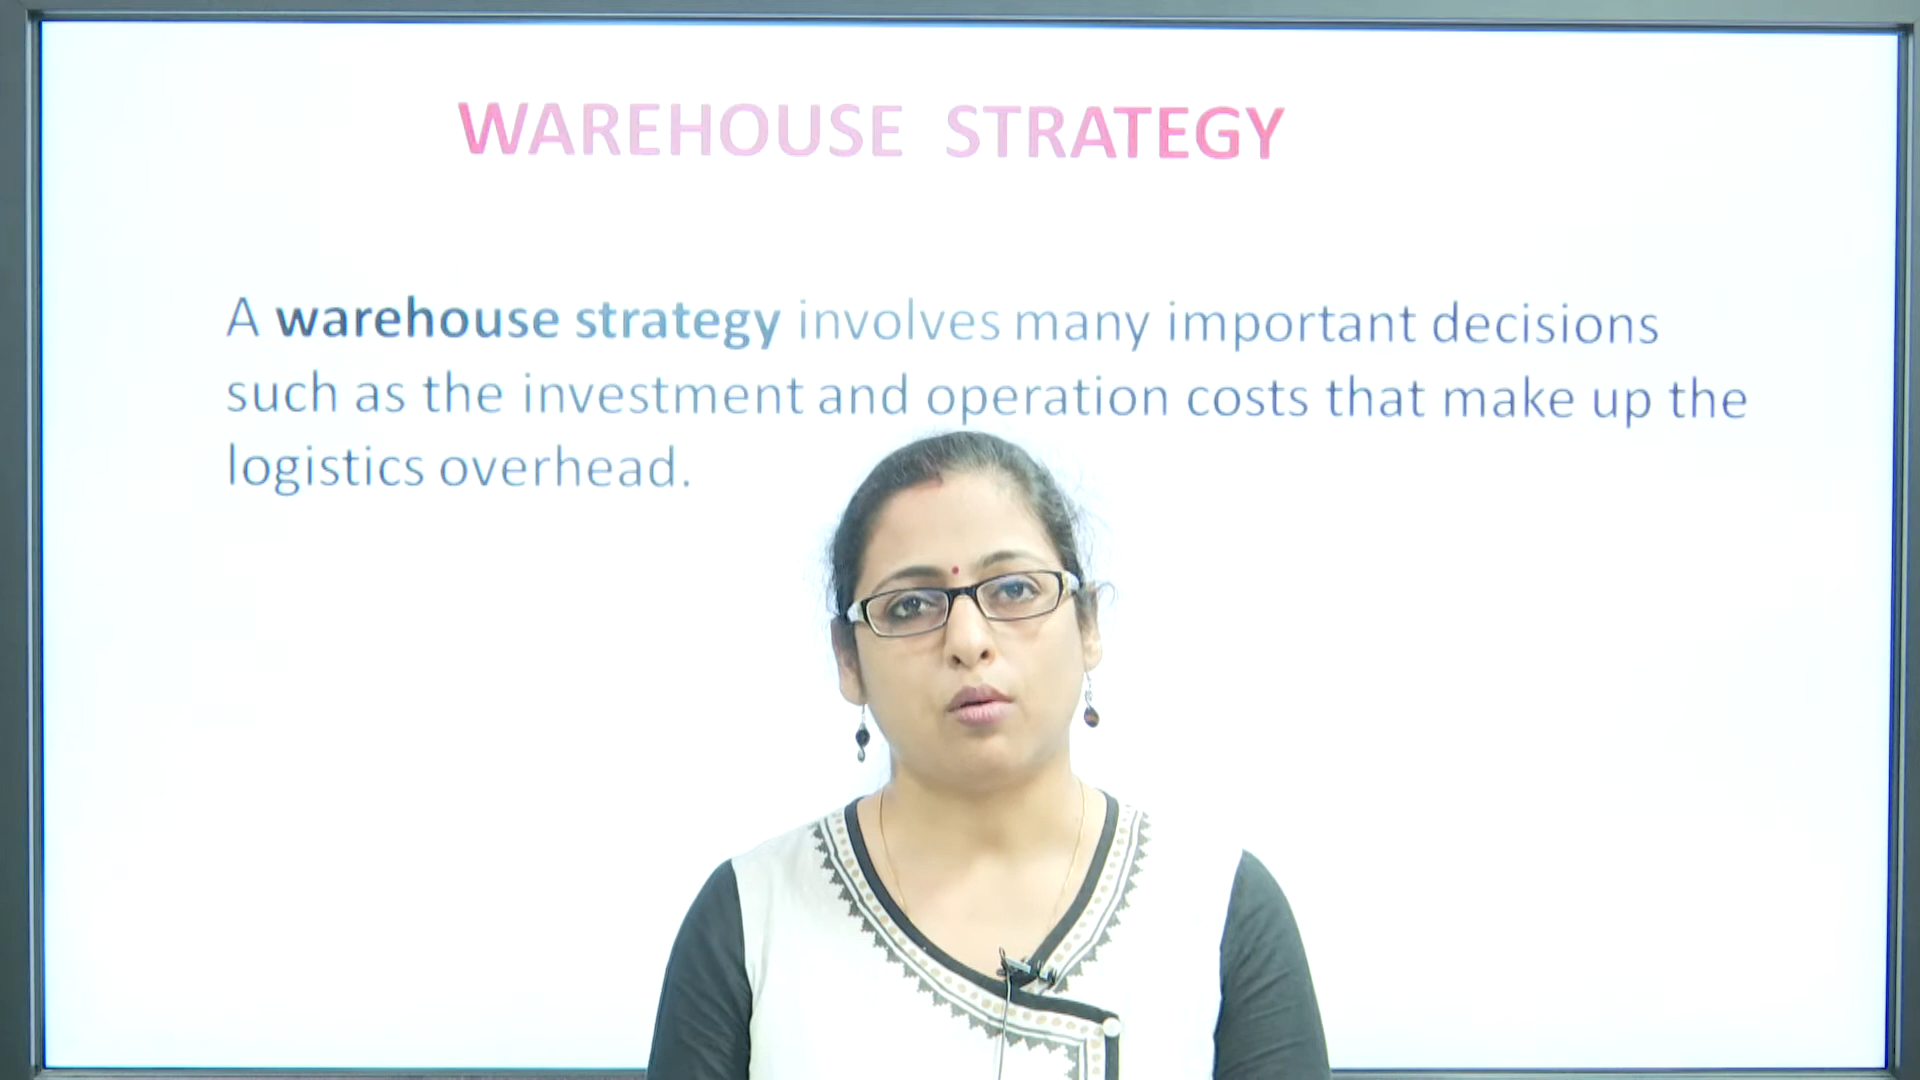 WAREHOUSE STRATEGY
A warehouse strategy involves many important decisions
such as the investment and operation costs that make up the
logistics overhead.